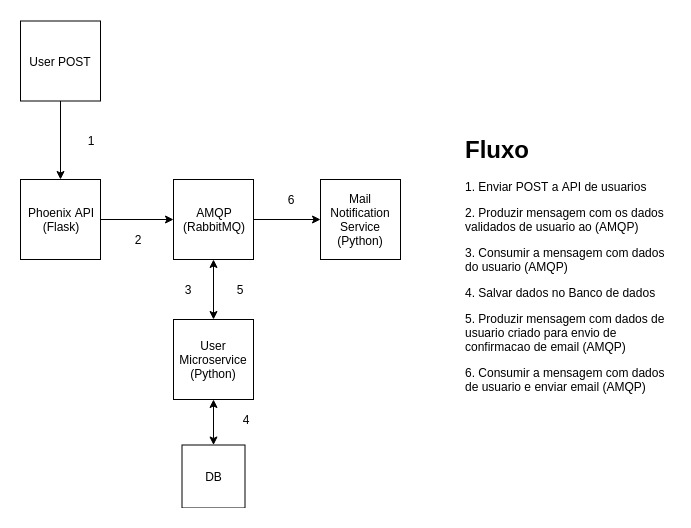 User POST
1
Fluxo
1. Enviar POST a API de usuarios
2. Produzir mensagem com os dados
validados de usuario ao (AMQP)
3. Consumir a mensagem com dados
do usuario (AMQP)
4. Salvar dados no Banco de dados
5. Produzir mensagem com dados de
usuario criado para envio de
confirmacao de email (AMQP)
6. Consumir a mensagem com dados
de usuario e enviar email (AMQP)
Phoenix API
(Flask)
2
AMQP
(RabbitMQ)
6
Mail
Notification
Service
(Python)
3
5
User
Microservice
(Python)
4
DB